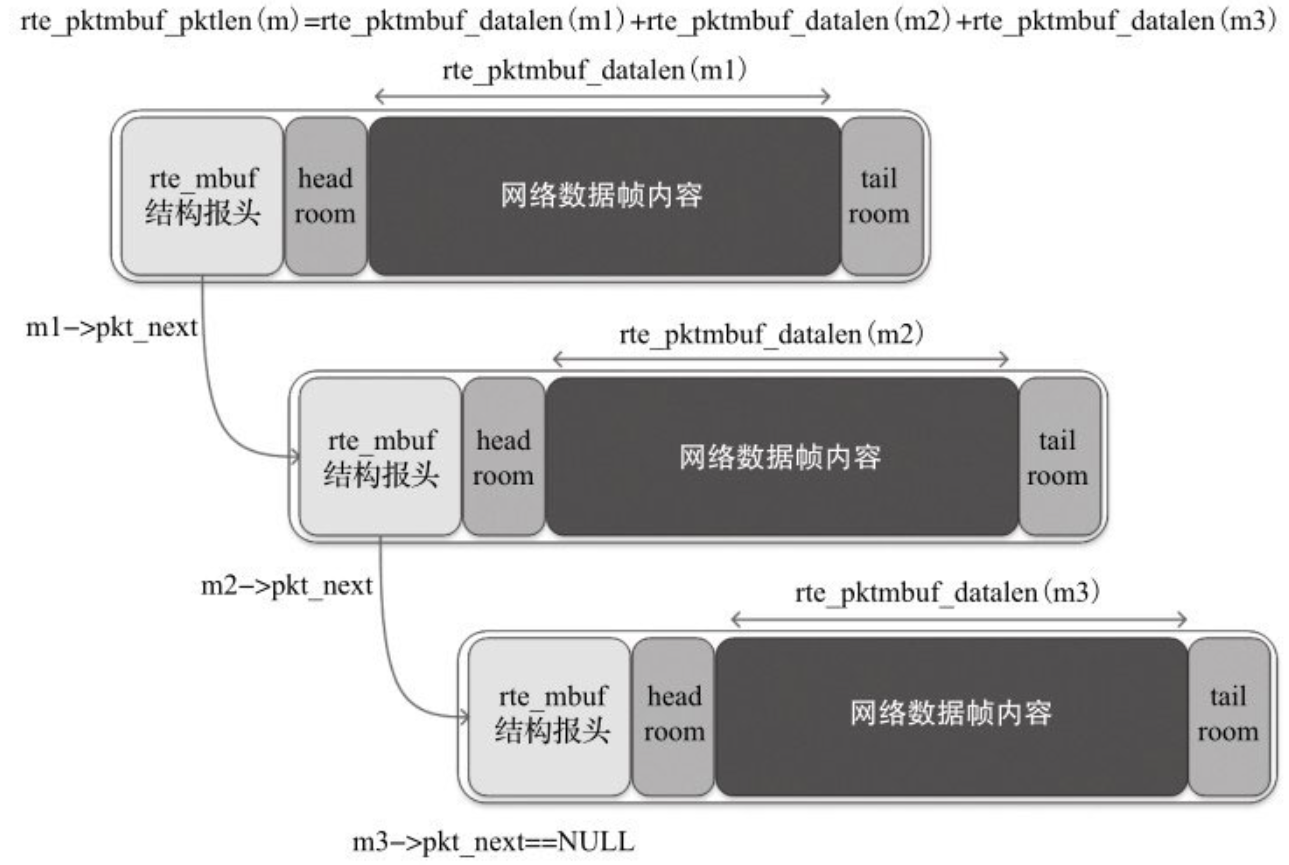 rte_pktmbuf_pktlen(m)=rte_pktmbuf_datalen(m1)+rte_pktmbuf_datalen(m2)+rte_pktmbuf_datalen(m3)
rte_pktmbuf_datalen(m1)
rte_mbuf
结构报头
head
room
网络数据帧内容
tail
room
m1->pkt_next
rte_pktmbuf_datalen(m2)
rte_mbuf
结构报头
head
room
网络数据帧内容
tail
room
m2->pkt_next
rte_pktmbuf_datalen(m3)
rte_mbuf
结构报头
head
room
网络数据帧内容
tail
room
m3->pkt_next==NULL